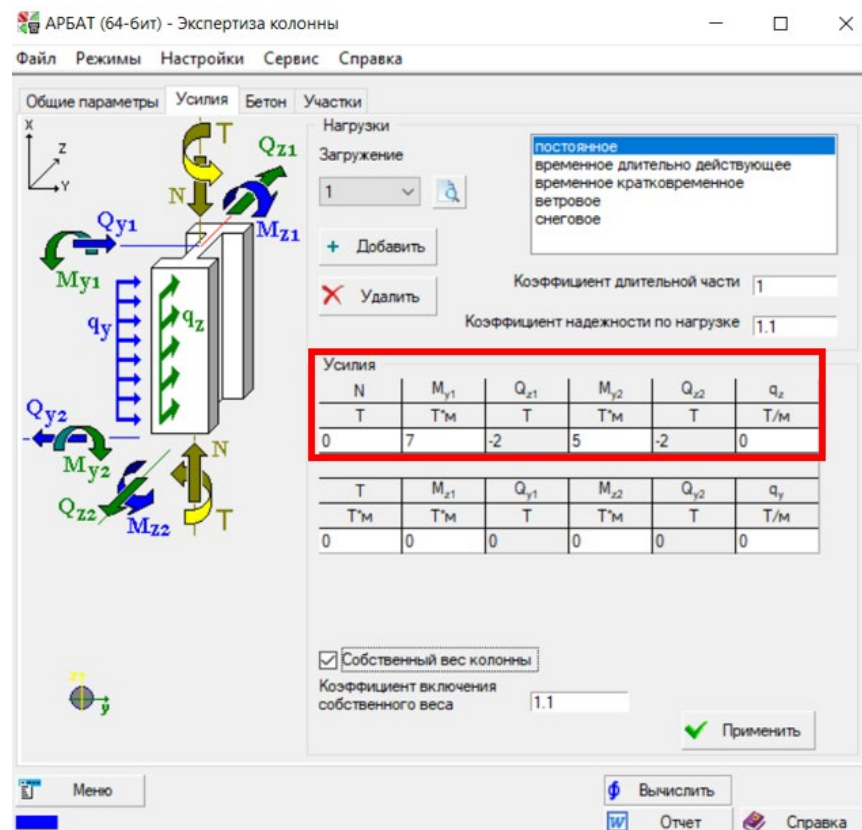 АРБАТ (64-бит) - Экспертиза колонны
Файл Режимы Настройки Сервис Справка
Общие параметры Усилия Бетон Участки
X
Z
Y
T
Qz1
N
Qy1
Mz1
My1
qy
qz
Qy2
N
My2
Qz2
Mz2
T
y
Нагрузки
Загружение
1
постоянное
временное длительно действующее
временное кратковременное
ветровое
снеговое
+ Добавить
Удалить
Коэффициент длительной части 1
Коэффициент надежности по нагрузке 1.1
Усилия
N My1 Qz1 My2 Qz2 qz
Т Т*м Т Т*м Т Т/м
0 7 -2 5 -2 0
T Mz1 Qy1 Mz2 Qy2 qy
Т*м Т*м Т Т*м Т Т/м
0 0 0 0 0 0
Собственный вес колонны
Коэффициент включения
собственного веса 1.1
Применить
Меню
Вычислить
Отчет
Справка